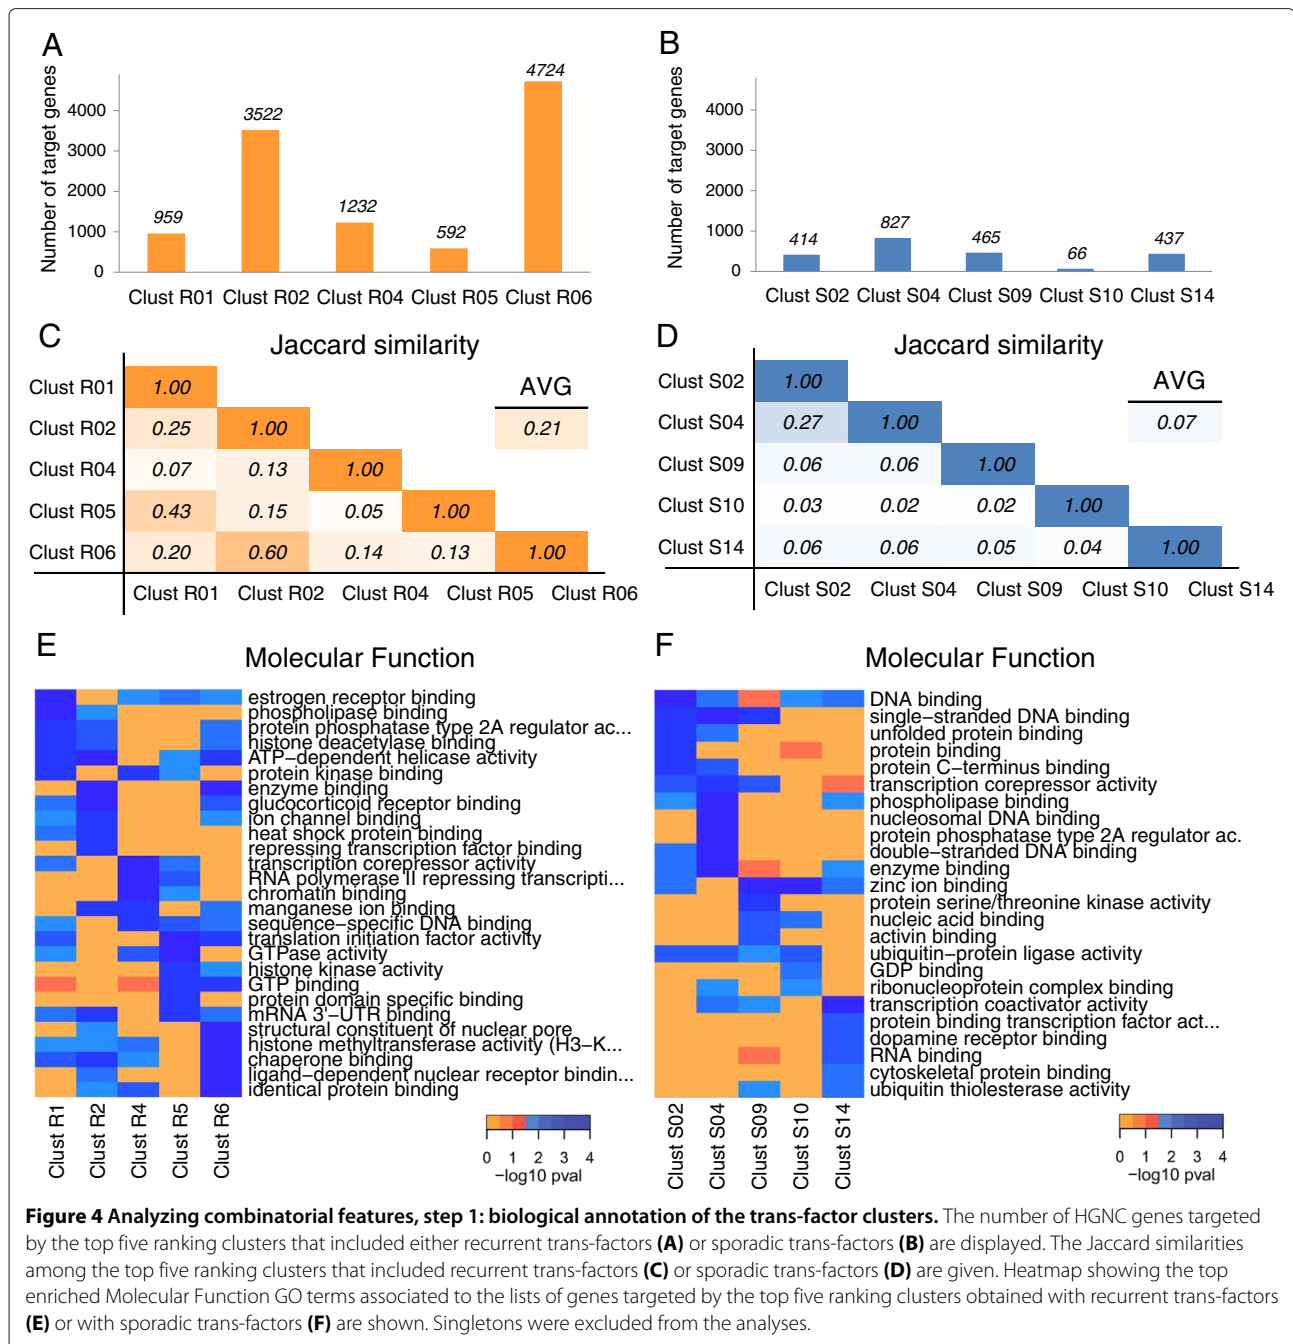 A
Number of target genes
4000
3000
2000
1000
0
959
3522
1232
592
4724
Clust R01 Clust R02 Clust R04 Clust R05 Clust R06
B
Number of target genes
4000
3000
2000
1000
0
414
827
465
66
437
Clust S02 Clust S04 Clust S09 Clust S10 Clust S14
C
Jaccard similarity
Clust R01 1.00
Clust R02 0.25 1.00
Clust R04 0.07 0.13 1.00
Clust R05 0.43 0.15 0.05 1.00
Clust R06 0.20 0.60 0.14 0.13 1.00
Clust R01 Clust R02 Clust R04 Clust R05 Clust R06
AVG
0.21
D
Jaccard similarity
Clust S02 1.00
Clust S04 0.27 1.00
Clust S09 0.06 0.06 1.00
Clust S10 0.03 0.02 0.02 1.00
Clust S14 0.06 0.06 0.05 0.04 1.00
Clust S02 Clust S04 Clust S09 Clust S10 Clust S14
AVG
0.07
E
Molecular Function
estrogen receptor binding
phospholipase binding
protein phosphatase type 2A regulator ac...
histone deacetylase binding
ATP−dependent helicase activity
protein kinase binding
enzyme binding
glucocorticoid receptor binding
ion channel binding
heat shock protein binding
repressing transcription factor binding
transcription corepressor activity
RNA polymerase II repressing transcripti...
chromatin binding
manganese ion binding
sequence−specific DNA binding
translation initiation factor activity
GTPase activity
histone kinase activity
GTP binding
protein domain specific binding
mRNA 3'−UTR binding
structural constituent of nuclear pore
histone methyltransferase activity (H3−K...
chaperone binding
ligand−dependent nuclear receptor bindin...
identical protein binding
Clust R1
Clust R2
Clust R4
Clust R5
Clust R6
0 1 2 3 4
−log10 pval
F
Molecular Function
DNA binding
single−stranded DNA binding
unfolded protein binding
protein binding
protein C−terminus binding
transcription corepressor activity
phospholipase binding
nucleosomal DNA binding
protein phosphatase type 2A regulator ac.
double−stranded DNA binding
enzyme binding
zinc ion binding
protein serine/threonine kinase activity
nucleic acid binding
activin binding
ubiquitin−protein ligase activity
GDP binding
ribonucleoprotein complex binding
transcription coactivator activity
protein binding transcription factor act...
dopamine receptor binding
RNA binding
cytoskeletal protein binding
ubiquitin thiolesterase activity
Clust S02
Clust S04
Clust S09
Clust S10
Clust S14
0 1 2 3 4
−log10 pval
Figure 4 Analyzing combinatorial features, step 1: biological annotation of the trans-factor clusters. The number of HGNC genes targeted
by the top five ranking clusters that included either recurrent trans-factors (A) or sporadic trans-factors (B) are displayed. The Jaccard similarities
among the top five ranking clusters that included recurrent trans-factors (C) or sporadic trans-factors (D) are given. Heatmap showing the top
enriched Molecular Function GO terms associated to the lists of genes targeted by the top five ranking clusters obtained with recurrent trans-factors
(E) or with sporadic trans-factors (F) are shown. Singletons were excluded from the analyses.